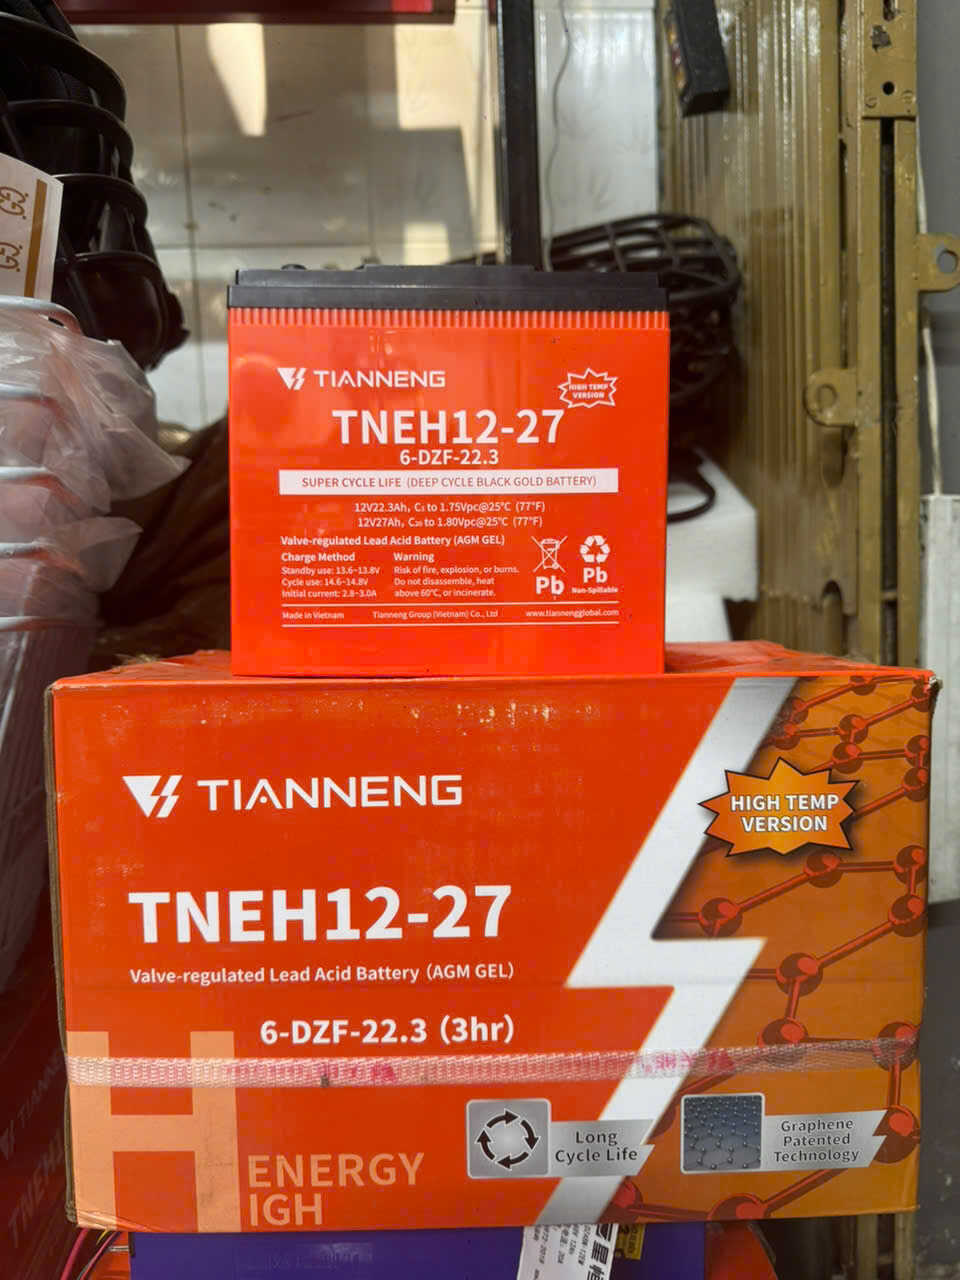 TIANNENG
HIGH TEMP
VERSION
TNEH12-27
6-DZF-22.3
SUPER CYCLE LIFE (DEEP CYCLE BLACK GOLD BATTERY)
12V22.3Ah, C₃ to 1.75Vpc@25℃ (77℉)
12V27Ah, C₂₀ to 1.80Vpc@25℃ (77℉)
Valve-regulated Lead Acid Battery (AGM GEL)
Charge Method
Standby use: 13.6~13.8V
Cycle use: 14.6~14.8V
Initial current: 2.8~3.0A
Warning
Risk of fire, explosion, or burns.
Do not disassemble, heat
above 60℃, or incinerate.
Pb
Pb
Non-Spillable
Made in Vietnam Tianneng Group (Vietnam) Co., Ltd www.tiannengglobal.com
TIANNENG
HIGH TEMP
VERSION
TNEH12-27
Valve-regulated Lead Acid Battery (AGM GEL)
6-DZF-22.3 (3hr)
H ENERGY
IGH
Long
Cycle Life
Graphene
Patented
Technology